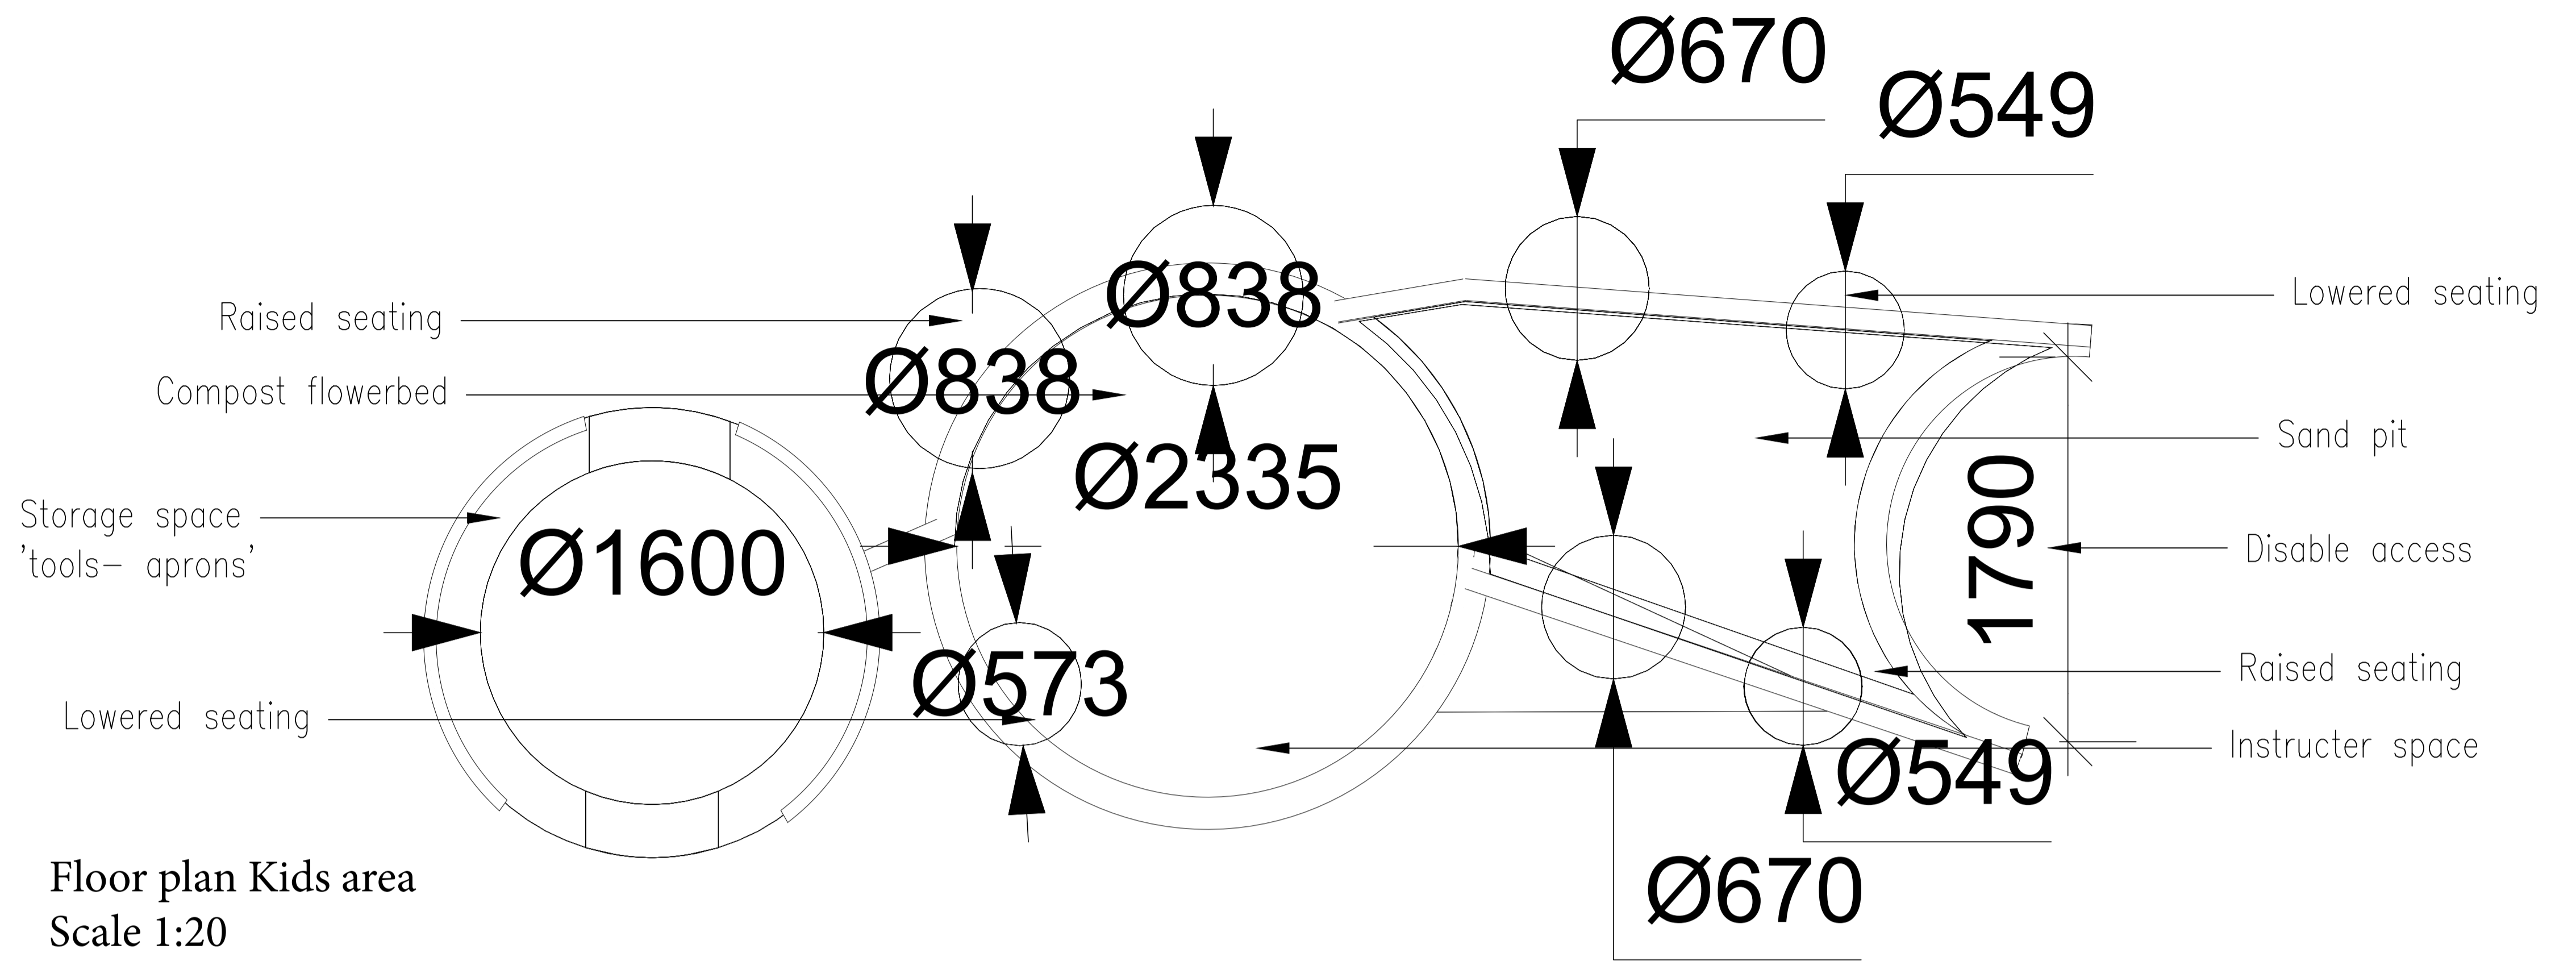 Ø670
Ø549
Ø838
Raised seating
Lowered seating
Ø838
Compost flowerbed
Sand pit
Ø2335
Storage space
'tools- aprons'
Ø1600
1790
Disable access
Ø573
Raised seating
Lowered seating
Instructer space
Ø549
Ø670
Floor plan Kids area
Scale 1:20